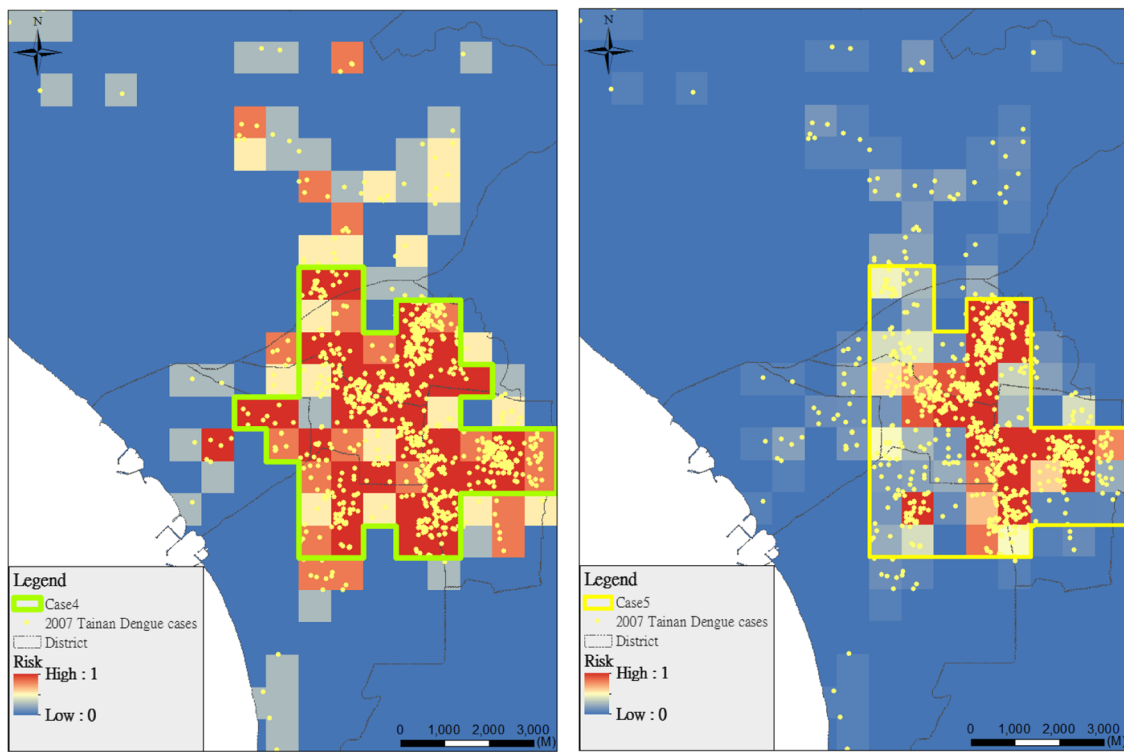 N
Legend
Case4
2007 Tainan Dengue cases
District
Risk
High : 1
Low : 0
0 1,000 2,000 3,000
(M)
N
Legend
Case5
2007 Tainan Dengue cases
District
Risk
High : 1
Low : 0
0 1,000 2,000 3,000
(M)